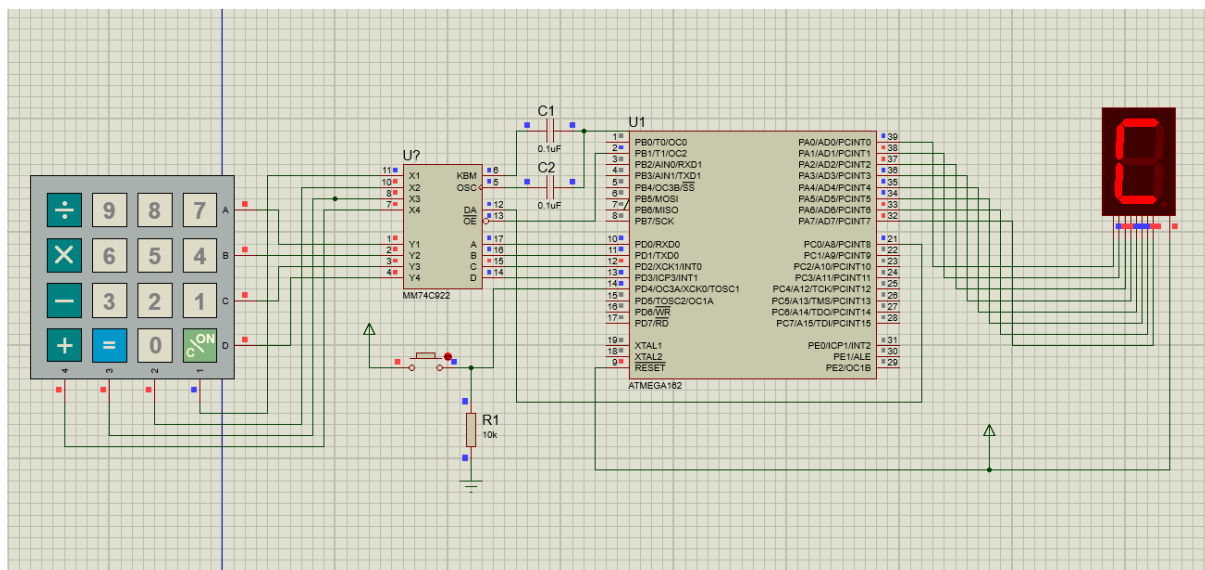 ÷ 9 8 7 A
× 6 5 4 B
− 3 2 1 C
+ = 0 ON/C D
4 3 2 1
U?
11 X1 KBM 6
10 X2 OSC 5
8 X3
7 X4 DA 12
OE 13
1 Y1 A 17
2 Y2 B 16
3 Y3 C 15
4 Y4 D 14
MM74C922
C1
0.1uF
C2
0.1uF
R1
10k
U1
1 PB0/T0/OC0 PA0/AD0/PCINT0 39
2 PB1/T1/OC2 PA1/AD1/PCINT1 38
3 PB2/AIN0/RXD1 PA2/AD2/PCINT2 37
4 PB3/AIN1/TXD1 PA3/AD3/PCINT3 36
5 PB4/OC3B/SS PA4/AD4/PCINT4 35
6 PB5/MOSI PA5/AD5/PCINT5 34
7 PB6/MISO PA6/AD6/PCINT6 33
8 PB7/SCK PA7/AD7/PCINT7 32
10 PD0/RXD0 PC0/A8/PCINT8 21
11 PD1/TXD0 PC1/A9/PCINT9 22
12 PD2/XCK1/INT0 PC2/A10/PCINT10 23
13 PD3/ICP3/INT1 PC3/A11/PCINT11 24
14 PD4/OC3A/XCK0/TOSC1 PC4/A12/TCK/PCINT12 25
15 PD5/TOSC2/OC1A PC5/A13/TMS/PCINT13 26
16 PD6/WR PC6/A14/TDO/PCINT14 27
17 PD7/RD PC7/A15/TDI/PCINT15 28
19 XTAL1 PE0/ICP1/INT2 31
18 XTAL2 PE1/ALE 30
9 RESET PE2/OC1B 29
ATMEGA162
C